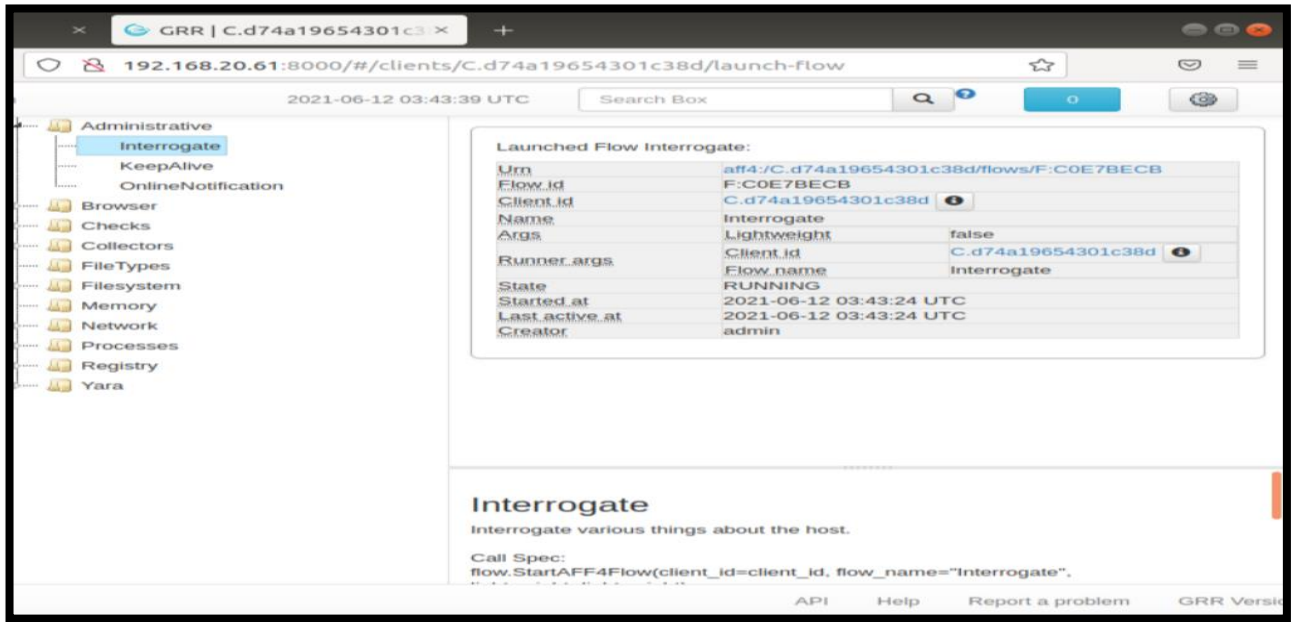 GRR | C.d74a19654301c3
192.168.20.61:8000/#/clients/C.d74a19654301c38d/launch-flow
2021-06-12 03:43:39 UTC
Search Box
0
Administrative
Interrogate
KeepAlive
OnlineNotification
Browser
Checks
Collectors
FileTypes
Filesystem
Memory
Network
Processes
Registry
Yara
Launched Flow Interrogate:
Urn aff4:/C.d74a19654301c38d/flows/F:C0E7BECB
Flow id F:C0E7BECB
Client id C.d74a19654301c38d
Name Interrogate
Args Lightweight false
Runner args Client id C.d74a19654301c38d
Flow name Interrogate
State RUNNING
Started at 2021-06-12 03:43:24 UTC
Last active at 2021-06-12 03:43:24 UTC
Creator admin
Interrogate
Interrogate various things about the host.
Call Spec:
flow.StartAFF4Flow(client_id=client_id, flow_name="Interrogate",
API Help Report a problem GRR Versio